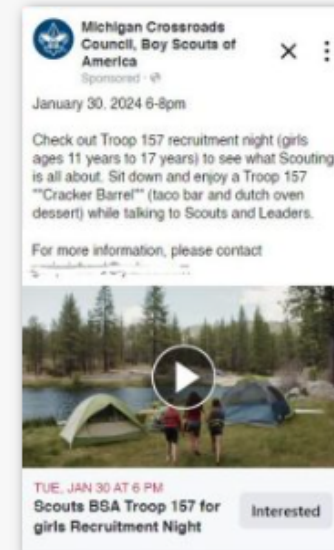 Michigan Crossroads
Council, Boy Scouts of
America
Sponsored ·
January 30, 2024 6-8pm
Check out Troop 157 recruitment night (girls
ages 11 years to 17 years) to see what Scouting
is all about. Sit down and enjoy a Troop 157
""Cracker Barrel"" (taco bar and dutch oven
dessert) while talking to Scouts and Leaders.
For more information, please contact
TUE, JAN 30 AT 6 PM
Scouts BSA Troop 157 for
girls Recruitment Night
Interested